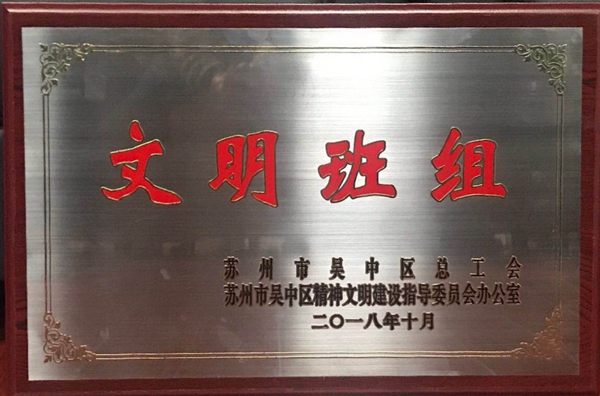 文明班组
苏州市吴中区总工会
苏州市吴中区精神文明建设指导委员会办公室
二〇一八年十月